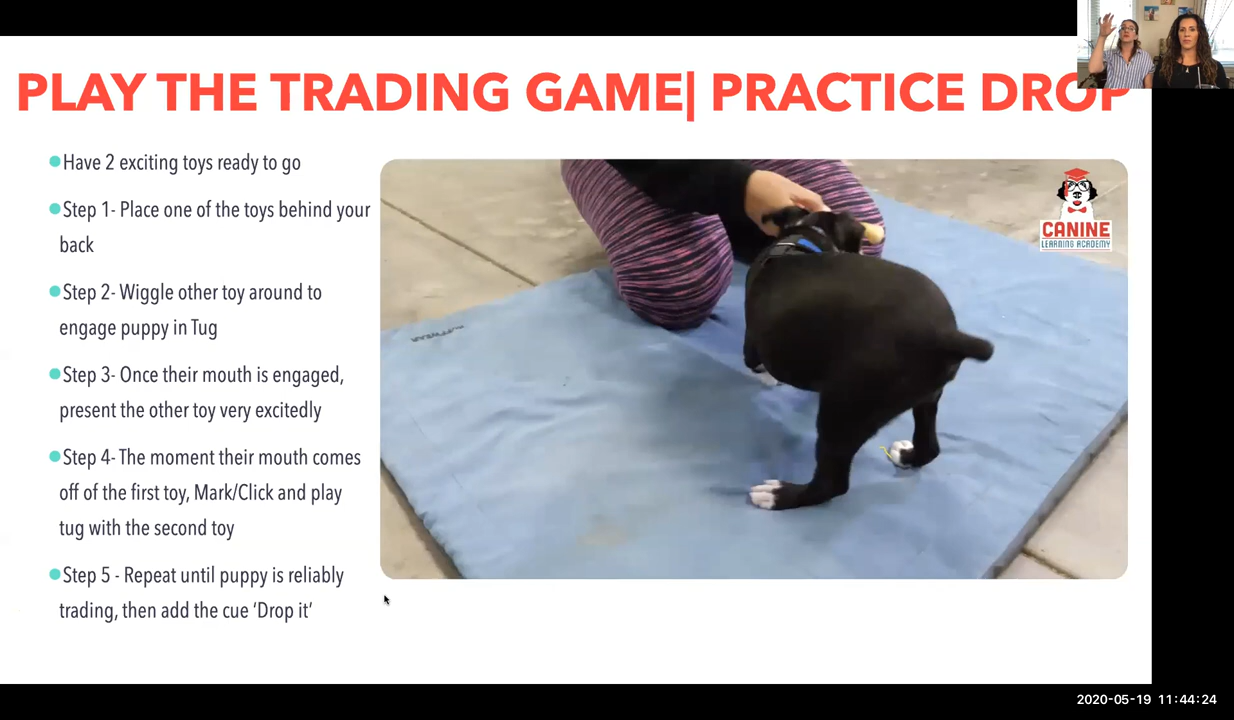 PLAY THE TRADING GAME| PRACTICE DROP
Have 2 exciting toys ready to go
Step 1- Place one of the toys behind your
back
Step 2- Wiggle other toy around to
engage puppy in Tug
Step 3- Once their mouth is engaged,
present the other toy very excitedly
Step 4- The moment their mouth comes
off of the first toy, Mark/Click and play
tug with the second toy
Step 5 - Repeat until puppy is reliably
trading, then add the cue ‘Drop it’
CANINE
LEARNING ACADEMY
RUFFWEAR
2020-05-19 11:44:24